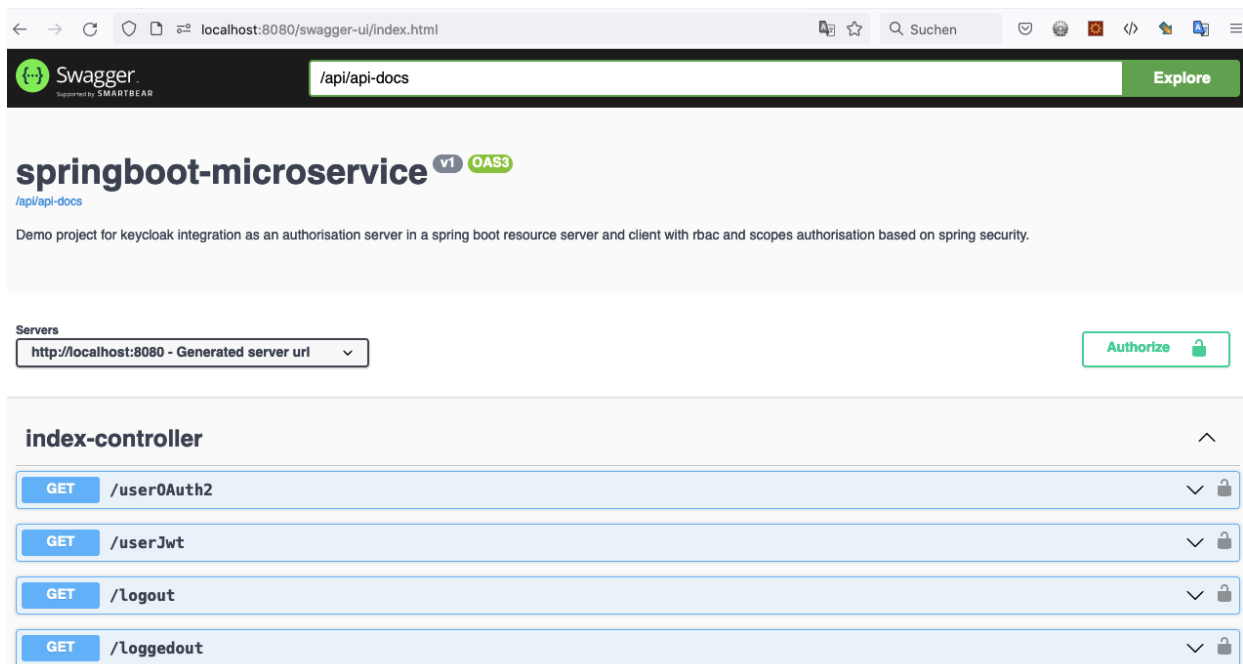 localhost:8080/swagger-ui/index.html
Suchen
Swagger.
Supported by SMARTBEAR
/api/api-docs
Explore
springboot-microservice v1 OAS3
/api/api-docs
Demo project for keycloak integration as an authorisation server in a spring boot resource server and client with rbac and scopes authorisation based on spring security.
Servers
http://localhost:8080 - Generated server url
Authorize
index-controller
GET /userOAuth2
GET /userJwt
GET /logout
GET /loggedout